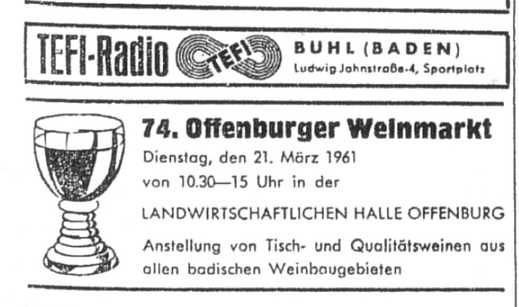 TEFI-Radio TEFI BUHL (BADEN)
Ludwig Jahnstraße-4, Sportplatz
74. Offenburger Weinmarkt
Dienstag, den 21. März 1961
von 10.30—15 Uhr in der
LANDWIRTSCHAFTLICHEN HALLE OFFENBURG
Anstellung von Tisch- und Qualitätsweinen aus
allen badischen Weinbaugebieten